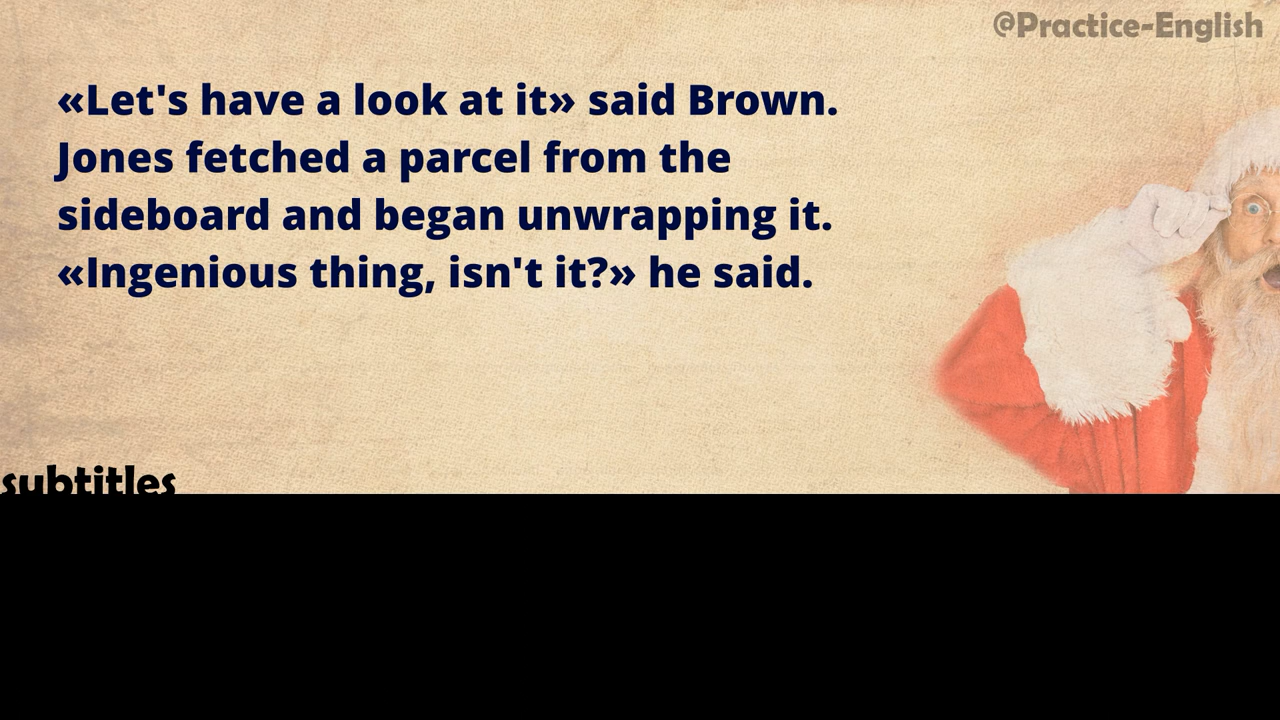 @Practice-English
«Let's have a look at it» said Brown.
Jones fetched a parcel from the
sideboard and began unwrapping it.
«Ingenious thing, isn't it?» he said.
subtitles